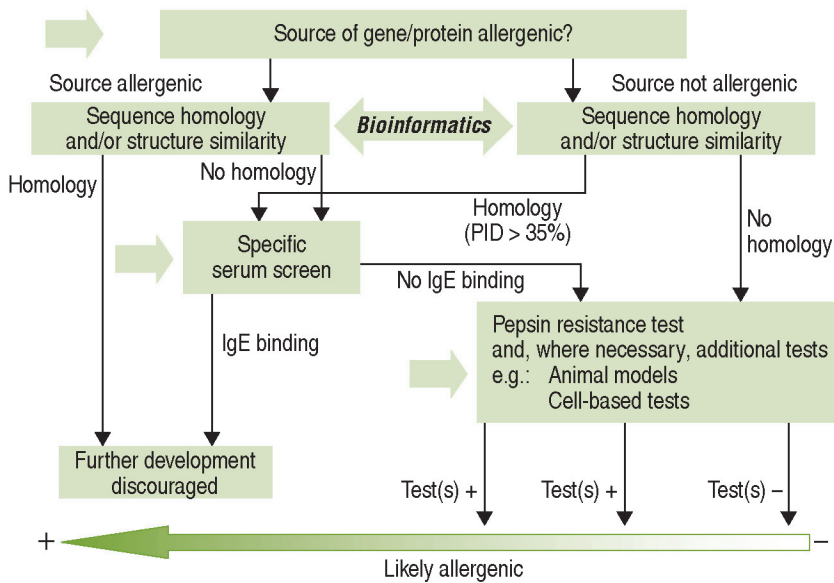 Source of gene/protein allergenic?
Source allergenic
Source not allergenic
Sequence homology
and/or structure similarity
Bioinformatics
Sequence homology
and/or structure similarity
Homology
No homology
Homology
(PID > 35%)
No
homology
Specific
serum screen
No IgE binding
IgE binding
Pepsin resistance test
and, where necessary, additional tests
e.g.: Animal models
Cell-based tests
Further development
discouraged
Test(s) +
Test(s) +
Test(s) –
+
–
Likely allergenic